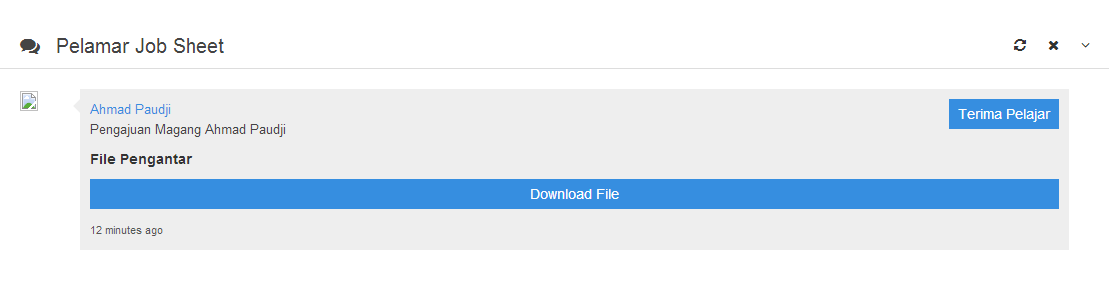 Pelamar Job Sheet
Ahmad Paudji
Terima Pelajar
Pengajuan Magang Ahmad Paudji
File Pengantar
Download File
12 minutes ago